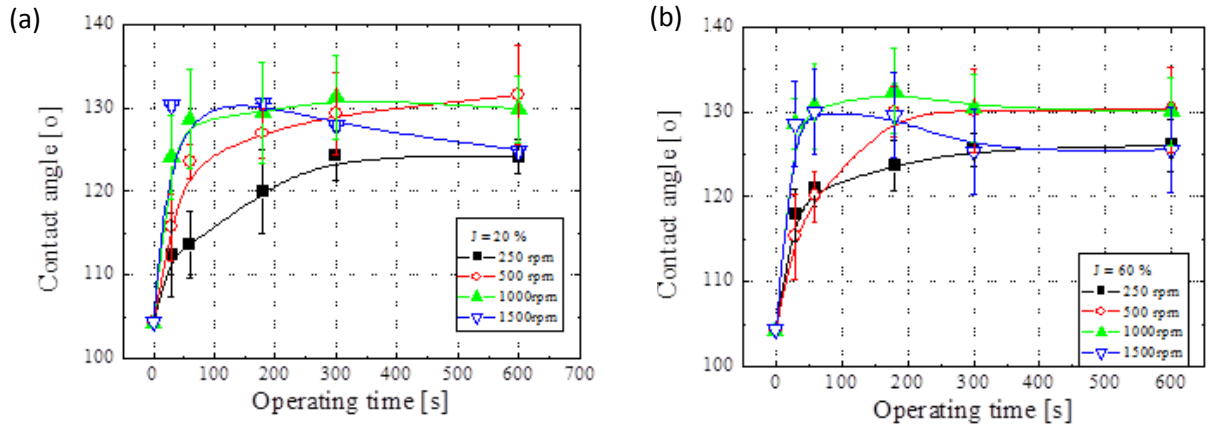 (a)
140
130
120
110
100
Contact angle [ o ]
J = 20 %
250 rpm
500 rpm
1000rpm
1500rpm
0 100 200 300 400 500 600 700
Operating time [s]
(b)
140
130
120
110
100
Contact angle [ o ]
J = 60 %
250 rpm
500 rpm
1000rpm
1500rpm
0 100 200 300 400 500 600
Operating time [s]